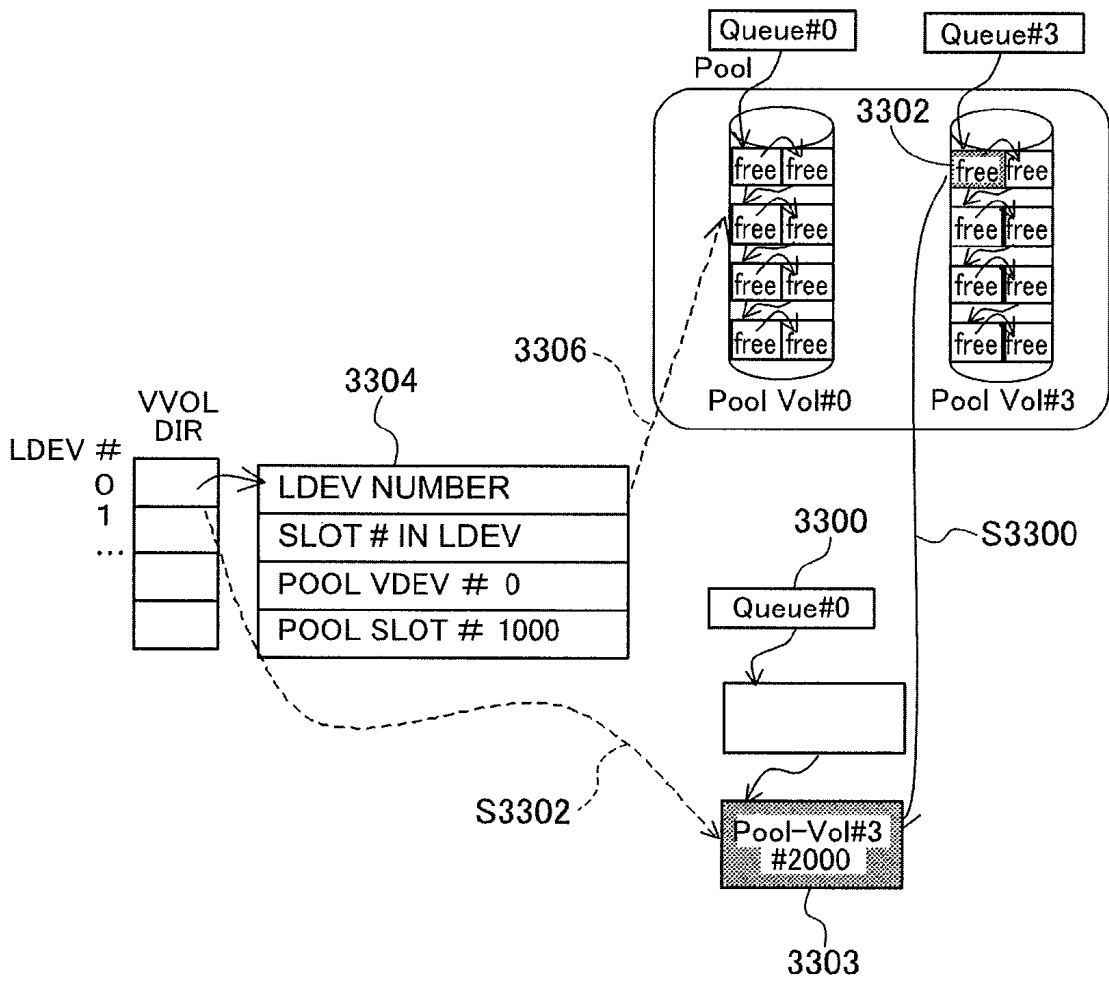 Queue#0
Queue#3
Pool
3302
free free
free free
free free
free free
free free
free free
free free
free free
Pool Vol#0
Pool Vol#3
3306
3304
VVOL
DIR
LDEV #
0
1
...
LDEV NUMBER
SLOT # IN LDEV
POOL VDEV # 0
POOL SLOT # 1000
3300
S3300
Queue#0
S3302
Pool-Vol#3
#2000
3303